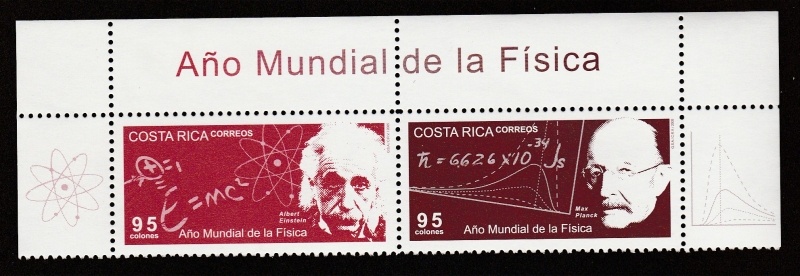 Año Mundial de la Física
COSTA RICA CORREOS
E=mc²
Albert
Einstein
95
colones
Año Mundial de la Física
COSTA RICA CORREOS
ħ = 6,626 x 10⁻³⁴ Js
Max
Planck
95
colones
Año Mundial de la Física